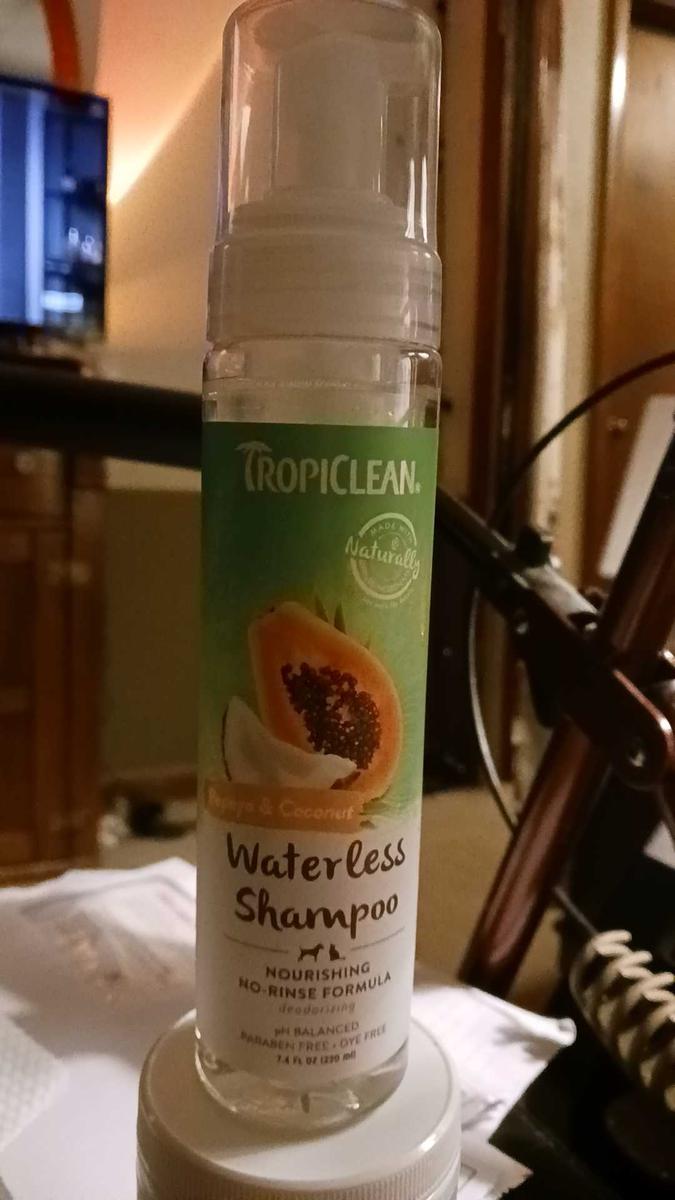 TROPICLEAN
MADE WITH
Naturally
Papaya & Coconut
Waterless
Shampoo
NOURISHING
NO-RINSE FORMULA
deodorizing
pH BALANCED
PARABEN FREE • DYE FREE
7.4 FL OZ (220 ml)